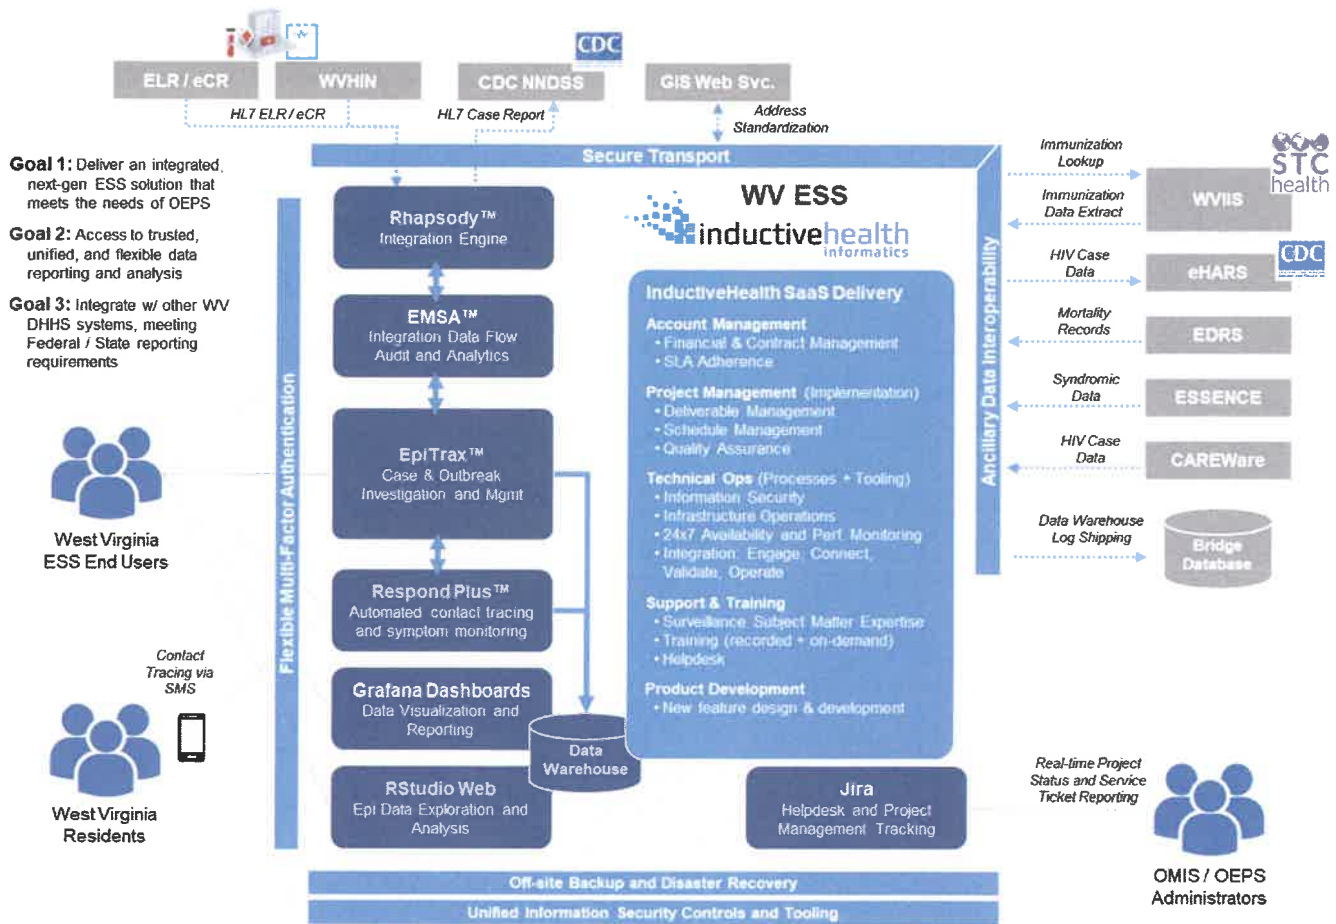 CDC
ELR / eCR
WVHIN
CDC NNDSS
GIS Web Svc.
HL7 ELR / eCR
HL7 Case Report
Address
Standardization
Goal 1: Deliver an integrated,
next-gen ESS solution that
meets the needs of OEPS
Goal 2: Access to trusted,
unified, and flexible data
reporting and analysis
Goal 3: Integrate w/ other WV
DHHS systems, meeting
Federal / State reporting
requirements
West Virginia
ESS End Users
Contact
Tracing via
SMS
West Virginia
Residents
Flexible Multi-Factor Authentication
Secure Transport
Rhapsody™
Integration Engine
EMSA™
Integration Data Flow
Audit and Analytics
EpiTrax™
Case & Outbreak
Investigation and Mgmt
Respond Plus™
Automated contact tracing
and symptom monitoring
Grafana Dashboards
Data Visualization and
Reporting
RStudio Web
Epi Data Exploration and
Analysis
Data
Warehouse
WV ESS
inductivehealth
informatics
InductiveHealth SaaS Delivery
Account Management
• Financial & Contract Management
• SLA Adherence
Project Management (Implementation)
• Deliverable Management
• Schedule Management
• Quality Assurance
Technical Ops (Processes + Tooling)
• Information Security
• Infrastructure Operations
• 24x7 Availability and Perf. Monitoring
• Integration: Engage, Connect,
Validate, Operate
Support & Training
• Surveillance Subject Matter Expertise
• Training (recorded + on-demand)
• Helpdesk
Product Development
• New feature design & development
Jira
Helpdesk and Project
Management Tracking
Ancillary Data Interoperability
Immunization
Lookup
Immunization
Data Extract
STC
health
WVIIS
HIV Case
Data
CDC
eHARS
Mortality
Records
EDRS
Syndromic
Data
ESSENCE
HIV Case
Data
CAREWare
Data Warehouse
Log Shipping
Bridge
Database
Real-time Project
Status and Service
Ticket Reporting
OMIS / OEPS
Administrators
Off-site Backup and Disaster Recovery
Unified Information Security Controls and Tooling